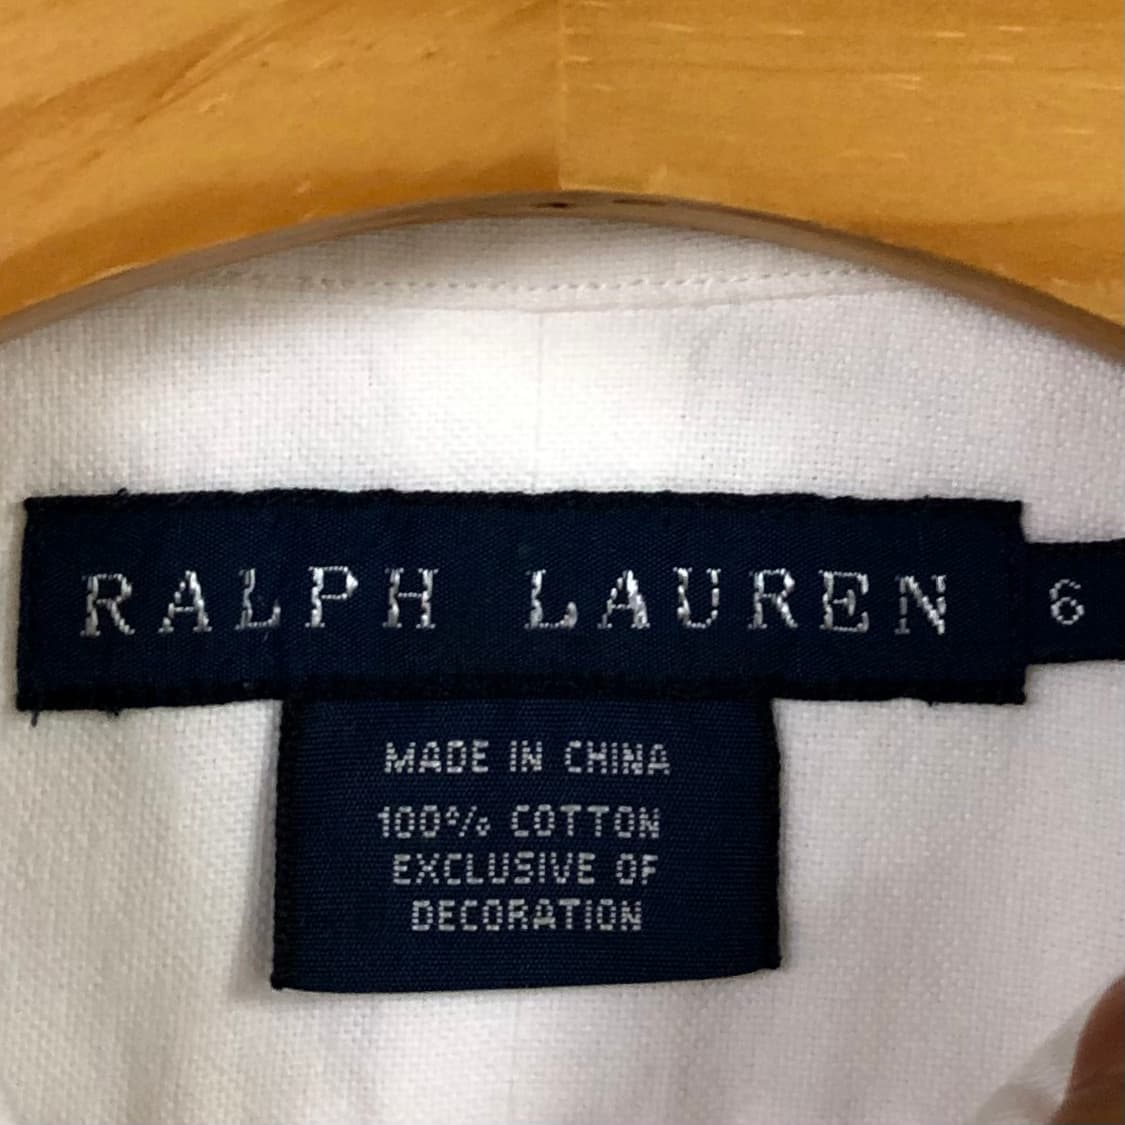 RALPH LAUREN 6
MADE IN CHINA
100% COTTON
EXCLUSIVE OF
DECORATION